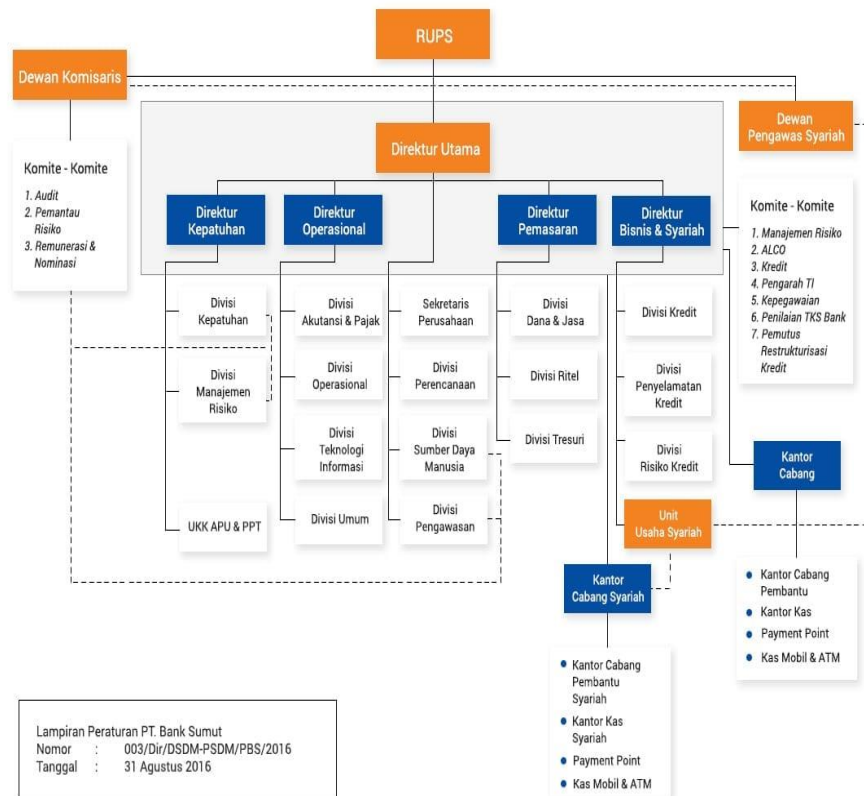 RUPS
Dewan Komisaris
Dewan
Pengawas Syariah
Direktur Utama
Komite - Komite
1. Audit
2. Pemantau
Risiko
3. Remunerasi &
Nominasi
Direktur
Kepatuhan
Direktur
Operasional
Direktur
Pemasaran
Direktur
Bisnis & Syariah
Komite - Komite
1. Manajemen Risiko
2. ALCO
3. Kredit
4. Pengarah TI
5. Kepegawaian
6. Penilaian TKS Bank
7. Pemutus
Restrukturisasi
Kredit
Divisi
Kepatuhan
Divisi
Manajemen
Risiko
UKK APU & PPT
Divisi
Akutansi & Pajak
Divisi
Operasional
Divisi
Teknologi
Informasi
Divisi Umum
Sekretaris
Perusahaan
Divisi
Perencanaan
Divisi
Sumber Daya
Manusia
Divisi
Pengawasan
Divisi
Dana & Jasa
Divisi Ritel
Divisi Tresuri
Divisi Kredit
Divisi
Penyelamatan
Kredit
Divisi
Risiko Kredit
Unit
Usaha Syariah
Kantor
Cabang
Kantor Cabang
Pembantu
Kantor Kas
Payment Point
Kas Mobil & ATM
Kantor
Cabang Syariah
Kantor Cabang
Pembantu
Syariah
Kantor Kas
Syariah
Payment Point
Kas Mobil & ATM
Lampiran Peraturan PT. Bank Sumut
Nomor : 003/Dir/DSDM-PSDM/PBS/2016
Tanggal : 31 Agustus 2016